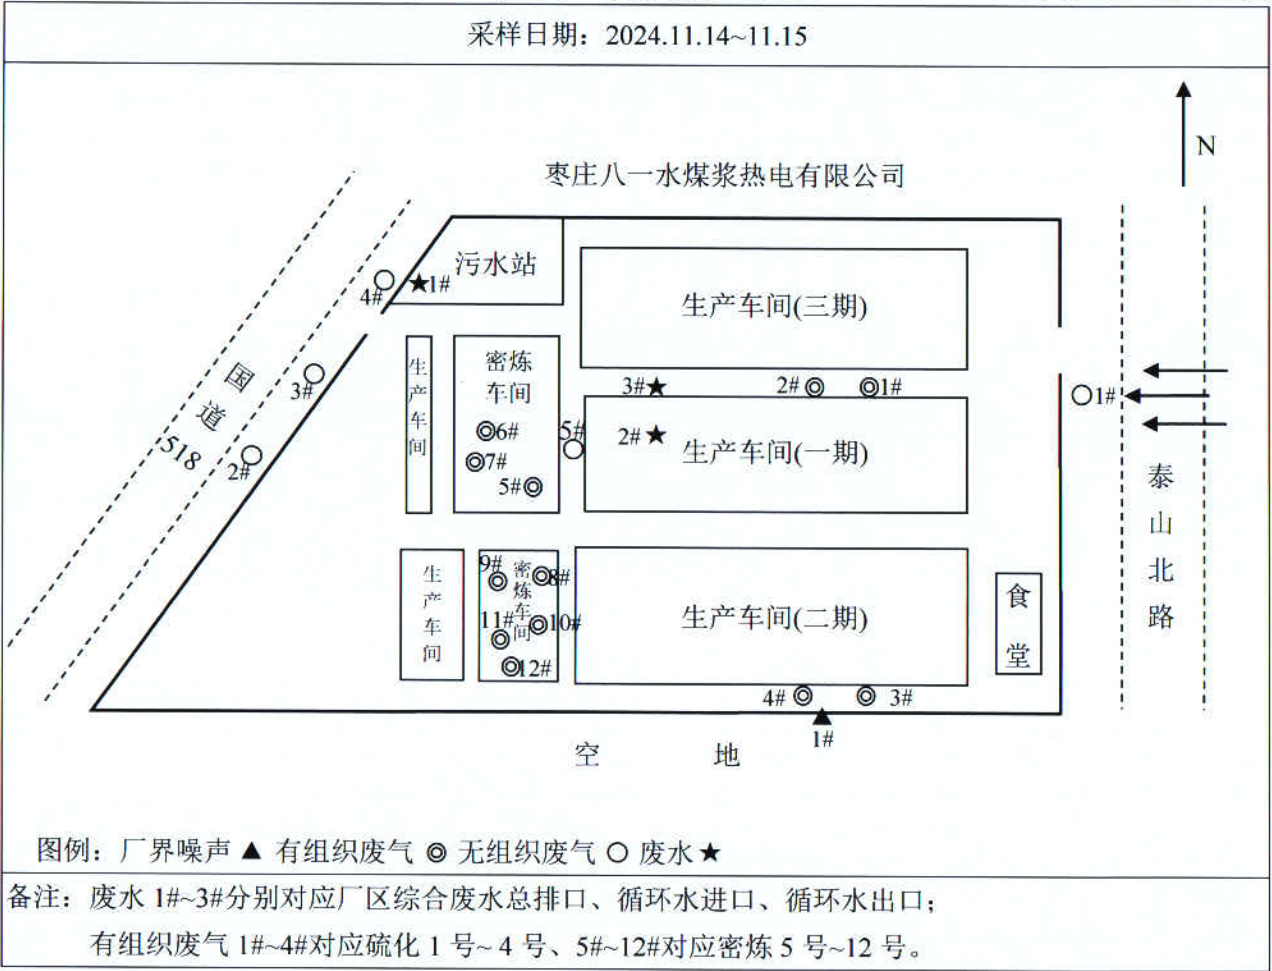 采样日期：2024.11.14~11.15
N
枣庄八一水煤浆热电有限公司
污水站
4#
★1#
生产车间(三期)
国道518
3#
2#
生产车间
密炼
车间
6#
7#
5#
5#
3#★
2#
1#
2#★
生产车间(一期)
1#
泰山北路
生产车间
密炼车间
9#
8#
11#
10#
12#
生产车间(二期)
食堂
4#
3#
1#
空地
图例：厂界噪声▲ 有组织废气◎ 无组织废气○ 废水★
备注：废水 1#~3#分别对应厂区综合废水总排口、循环水进口、循环水出口；
有组织废气 1#~4#对应硫化 1 号~ 4 号、5#~12#对应密炼 5 号~12 号。